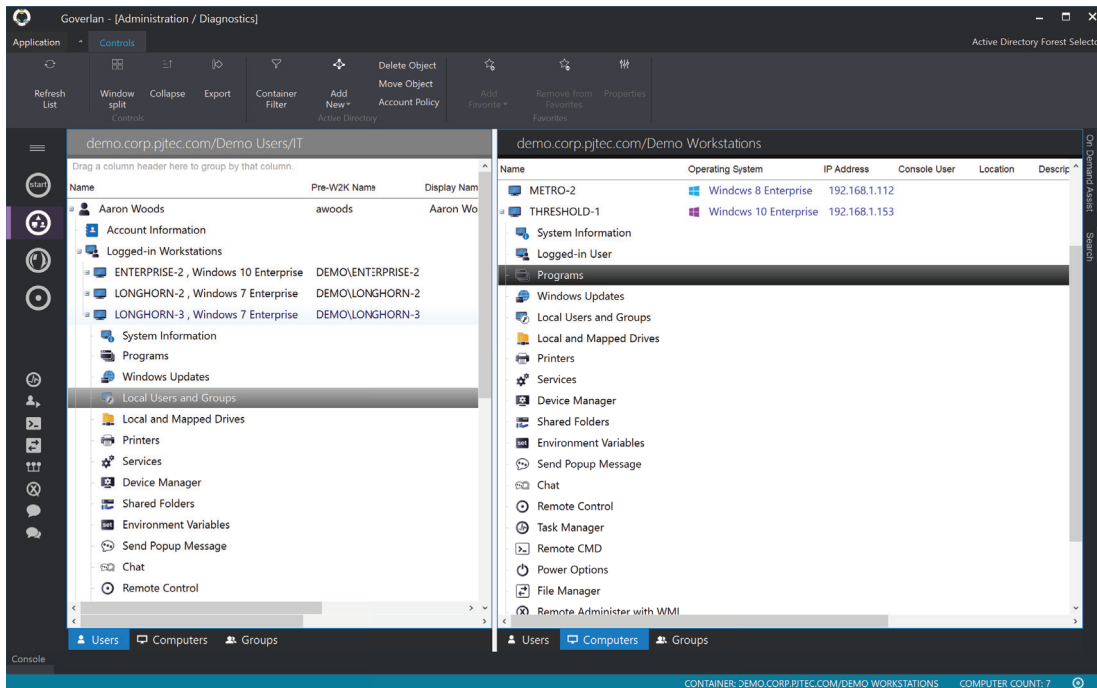 Goverlan - [Administration / Diagnostics]
Application Controls Active Directory Forest Selecto
Refresh List
Window split
Collapse
Export
Controls
Container Filter
Add New
Delete Object
Move Object
Account Policy
Active Directory
Add Favorite
Remove from Favorites
Properties
Favorites
start
demo.corp.pjtec.com/Demo Users/IT
Drag a column header here to group by that column.
Name Pre-W2K Name Display Nam
Aaron Woods awoods Aaron Wo
Account Information
Logged-in Workstations
ENTERPRISE-2 , Windows 10 Enterprise DEMO\ENTERPRISE-2
LONGHORN-2 , Windows 7 Enterprise DEMO\LONGHORN-2
LONGHORN-3 , Windows 7 Enterprise DEMO\LONGHORN-3
System Information
Programs
Windows Updates
Local Users and Groups
set
Local and Mapped Drives
Printers
Services
Device Manager
Shared Folders
Environment Variables
Send Popup Message
Chat
Remote Control
Users Computers Groups
demo.corp.pjtec.com/Demo Workstations
Name Operating System IP Address Console User Location Descrip
METRO-2 Windows 8 Enterprise 192.168.1.112
THRESHOLD-1 Windows 10 Enterprise 192.168.1.153
System Information
Logged-in User
Programs
Windows Updates
Local Users and Groups
Local and Mapped Drives
Printers
Services
Device Manager
Shared Folders
set Environment Variables
Send Popup Message
Chat
Remote Control
Task Manager
Remote CMD
Power Options
File Manager
Remote Administer with WMI
Users Computers Groups
On Demand Assist
Search
Console
CONTAINER: DEMO.CORP.PJTEC.COM/DEMO WORKSTATIONS COMPUTER COUNT: 7